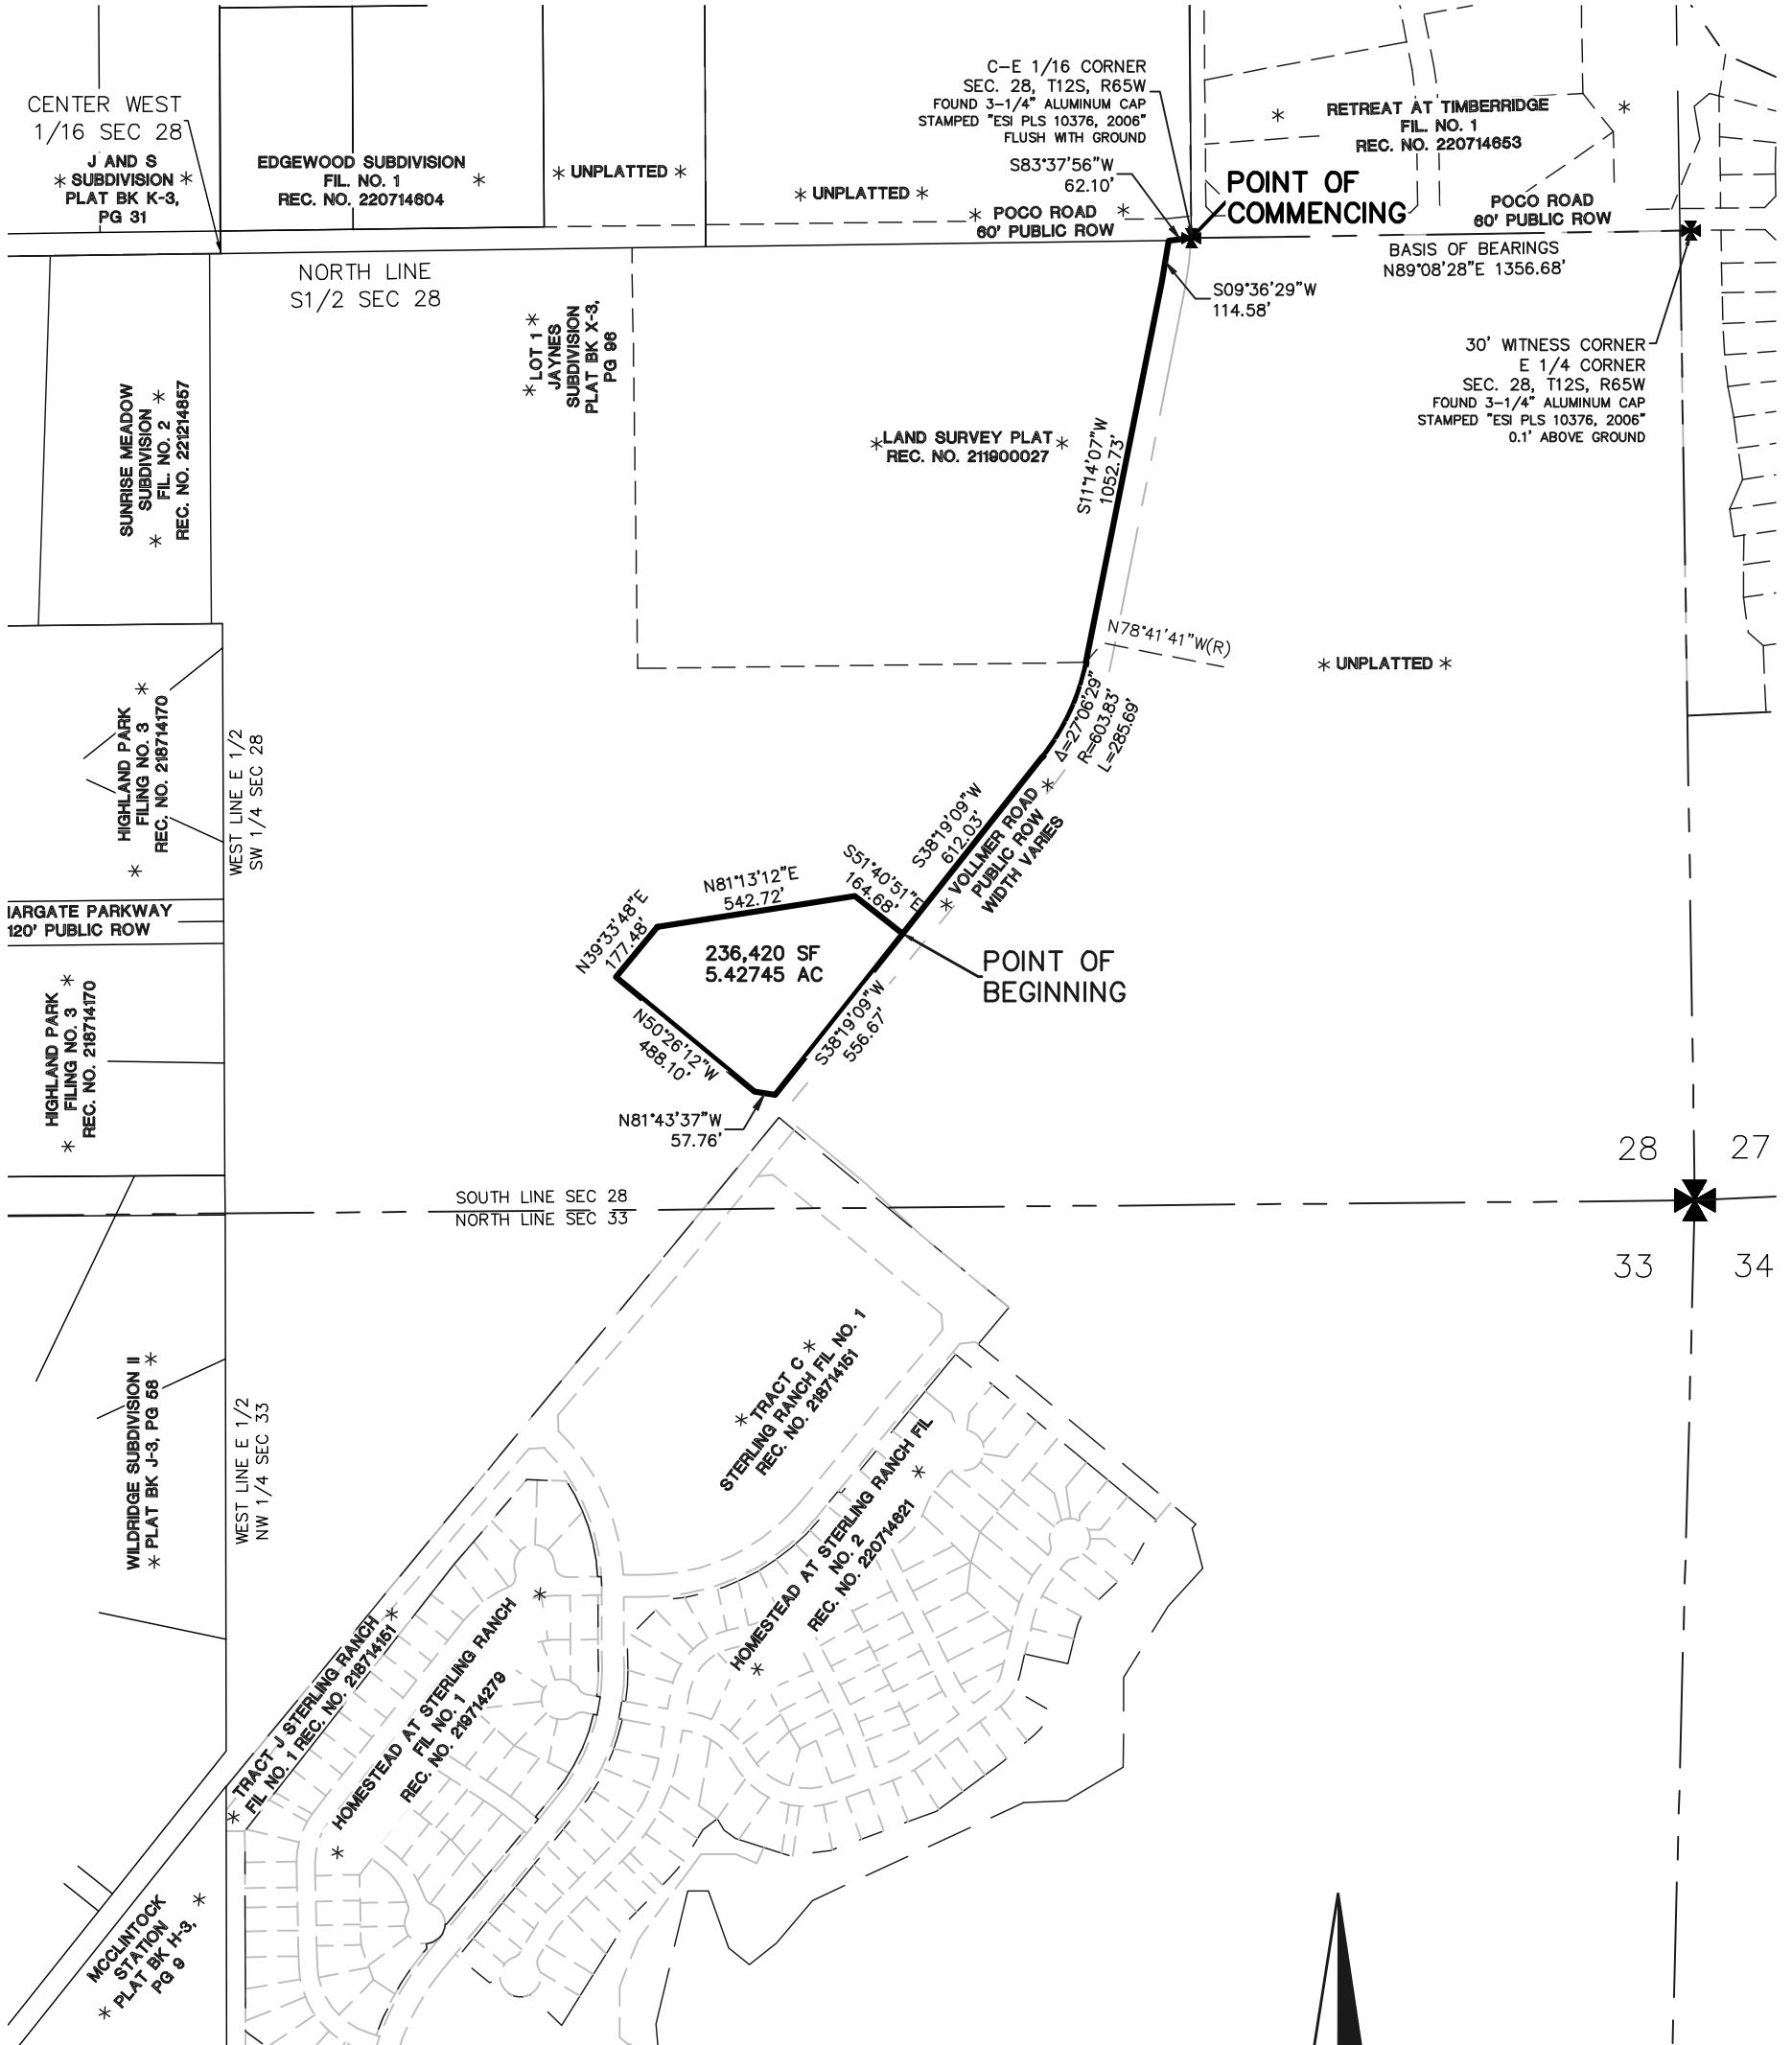 CENTER WEST
1/16 SEC 28
J AND S
* SUBDIVISION *
PLAT BK K-3,
PG 31
EDGEWOOD SUBDIVISION
FIL. NO. 1 *
REC. NO. 220714604
* UNPLATTED *
* UNPLATTED *
C-E 1/16 CORNER
SEC. 28, T12S, R65W
FOUND 3-1/4" ALUMINUM CAP
STAMPED "ESI PLS 10376, 2006"
FLUSH WITH GROUND
S83°37'56"W
62.10'
* POCO ROAD *
60' PUBLIC ROW
POINT OF
COMMENCING
* RETREAT AT TIMBERRIDGE *
FIL. NO. 1
REC. NO. 220714653
POCO ROAD
60' PUBLIC ROW
BASIS OF BEARINGS
N89°08'28"E 1356.68'
NORTH LINE
S1/2 SEC 28
S09°36'29"W
114.58'
30' WITNESS CORNER
E 1/4 CORNER
SEC. 28, T12S, R65W
FOUND 3-1/4" ALUMINUM CAP
STAMPED "ESI PLS 10376, 2006"
0.1' ABOVE GROUND
* LOT 1 *
JAYNES
SUBDIVISION
PLAT BK X-3,
PG 96
SUNRISE MEADOW
SUBDIVISION
* FIL. NO. 2 *
REC. NO. 221214857
* LAND SURVEY PLAT *
REC. NO. 211900027
S11°14'07"W
1052.73'
N78°41'41"W(R)
* UNPLATTED *
Δ=27°06'29"
R=603.83'
L=285.69'
* HIGHLAND PARK
FILING NO. 3 *
REC. NO. 218714170
WEST LINE E 1/2
SW 1/4 SEC 28
S38°19'09"W
612.03'
* VOLLMER ROAD *
PUBLIC ROW
WIDTH VARIES
S51°40'51"E
164.68'
N81°13'12"E
542.72'
N39°33'48"E
177.48'
236,420 SF
5.42745 AC
POINT OF
BEGINNING
IARGATE PARKWAY
120' PUBLIC ROW
HIGHLAND PARK
* FILING NO. 3 *
REC. NO. 218714170
S38°19'09"W
556.67'
N50°26'12"W
488.10'
N81°43'37"W
57.76'
28
27
SOUTH LINE SEC 28
NORTH LINE SEC 33
33
34
WILDRIDGE SUBDIVISION II
* PLAT BK J-3, PG 58 *
WEST LINE E 1/2
NW 1/4 SEC 33
* TRACT C *
STERLING RANCH FIL NO. 1
REC. NO. 218714151
* HOMESTEAD AT STERLING RANCH FIL *
NO. 2
REC. NO. 220714621
* TRACT J STERLING RANCH *
FIL NO. 1 REC. NO. 218714151
* HOMESTEAD AT STERLING RANCH *
FIL NO. 1
REC. NO. 219714279
MCCLINTOCK
STATION
* PLAT BK H-3, *
PG 9